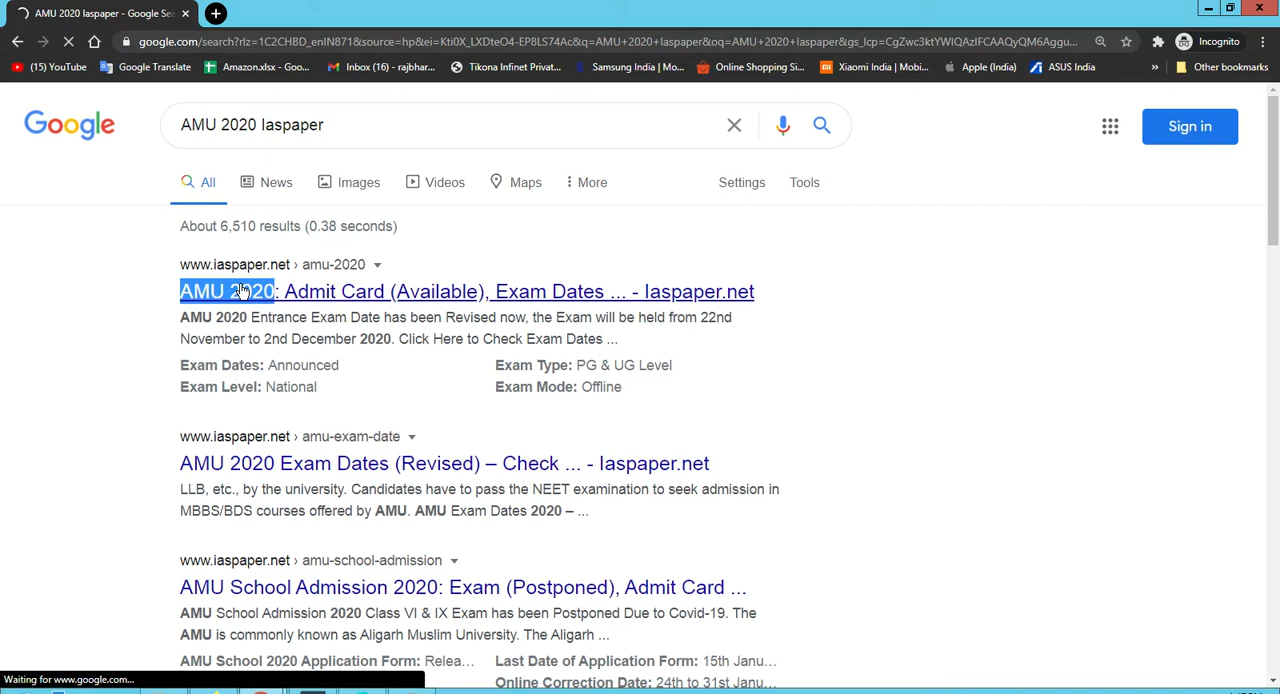 AMU 2020 Iaspaper - Google Sea
google.com/search?rlz=1C2CHBD_enIN871&source=hp&ei=Kti0X_LXDteO4-EP8LS74Ac&q=AMU+2020+Iaspaper&oq=AMU+2020+Iaspaper&gs_lcp=CgZwc3ktYWIQAzIFCAAQyQM6Aggu...
Incognito
(15) YouTube
Google Translate
Amazon.xlsx - Goo...
Inbox (16) - rajbhar...
Tikona Infinet Privat...
Samsung India | Mo...
Online Shopping Si...
Xiaomi India | Mobi...
Apple (India)
ASUS India
»
Other bookmarks
Google
AMU 2020 Iaspaper
Sign in
All
News
Images
Videos
Maps
More
Settings
Tools
About 6,510 results (0.38 seconds)
www.iaspaper.net › amu-2020
AMU 2020: Admit Card (Available), Exam Dates ... - Iaspaper.net
AMU 2020 Entrance Exam Date has been Revised now, the Exam will be held from 22nd
November to 2nd December 2020. Click Here to Check Exam Dates ...
Exam Dates: Announced
Exam Type: PG & UG Level
Exam Level: National
Exam Mode: Offline
www.iaspaper.net › amu-exam-date
AMU 2020 Exam Dates (Revised) – Check ... - Iaspaper.net
LLB, etc., by the university. Candidates have to pass the NEET examination to seek admission in
MBBS/BDS courses offered by AMU. AMU Exam Dates 2020 – ...
www.iaspaper.net › amu-school-admission
AMU School Admission 2020: Exam (Postponed), Admit Card ...
AMU School Admission 2020 Class VI & IX Exam has been Postponed Due to Covid-19. The
AMU is commonly known as Aligarh Muslim University. The Aligarh ...
AMU School 2020 Application Form: Relea...
Last Date of Application Form: 15th Janu...
Online Correction Date: 24th to 31st Jan...
Waiting for www.google.com...